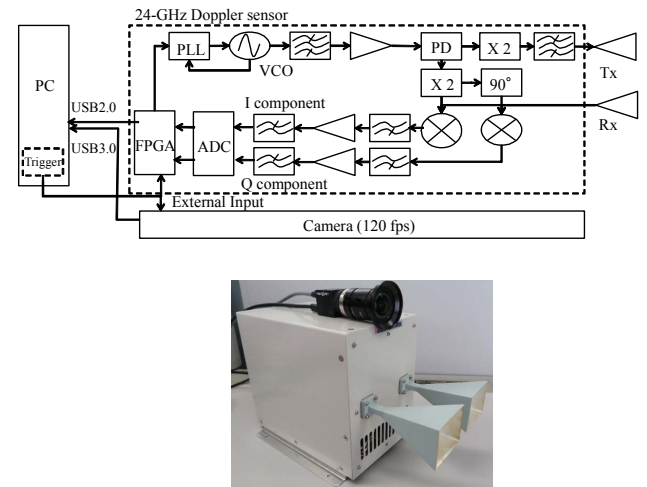 24-GHz Doppler sensor
PLL
VCO
PD
X 2
Tx
PC
X 2
90°
USB2.0
I component
Rx
FPGA
ADC
USB3.0
Trigger
Q component
External Input
Camera (120 fps)